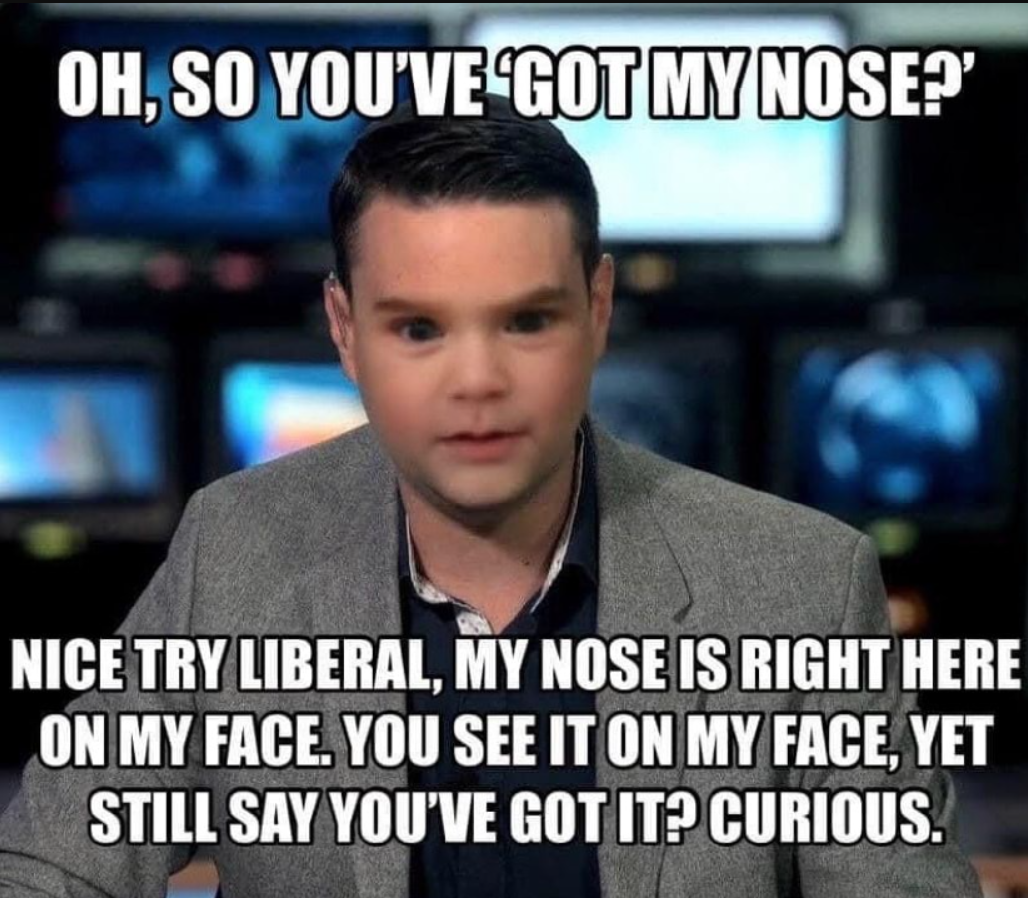 OH, SO YOU'VE 'GOT MY NOSE?'
NICE TRY LIBERAL, MY NOSE IS RIGHT HERE
ON MY FACE. YOU SEE IT ON MY FACE, YET
STILL SAY YOU'VE GOT IT? CURIOUS.